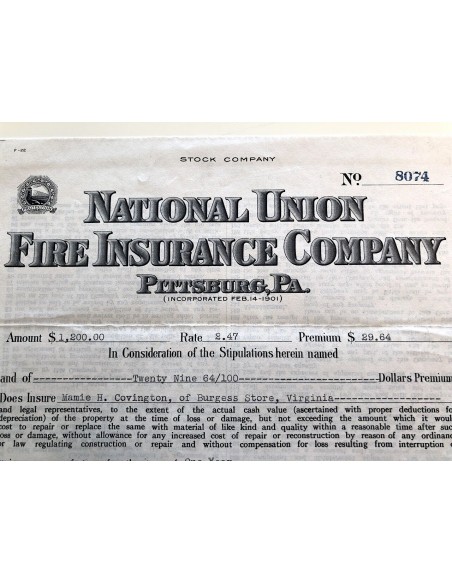 F-65
STOCK COMPANY
No. 8074
NATIONAL UNION
FIRE INSURANCE COMPANY
PITTSBURG, PA.
(INCORPORATED FEB.14-1901)
Amount $ 1,200.00 Rate 2.47 Premium $ 29.64
In Consideration of the Stipulations herein named
and of------Twenty Nine 64/100------Dollars Premium
Does Insure Mamie H. Covington, of Burgess Store, Virginia------
and legal representatives, to the extent of the actual cash value (ascertained with proper deductions fo
depreciation) of the property at the time of loss or damage, but not exceeding the amount which it wou
cost to repair or replace the same with material of like kind and quality within a reasonable time after suc
loss or damage, without allowance for any increased cost of repair or reconstruction by reason of any ordinanc
or law regulating construction or repair and without compensation for loss resulting from interruption o
One Year